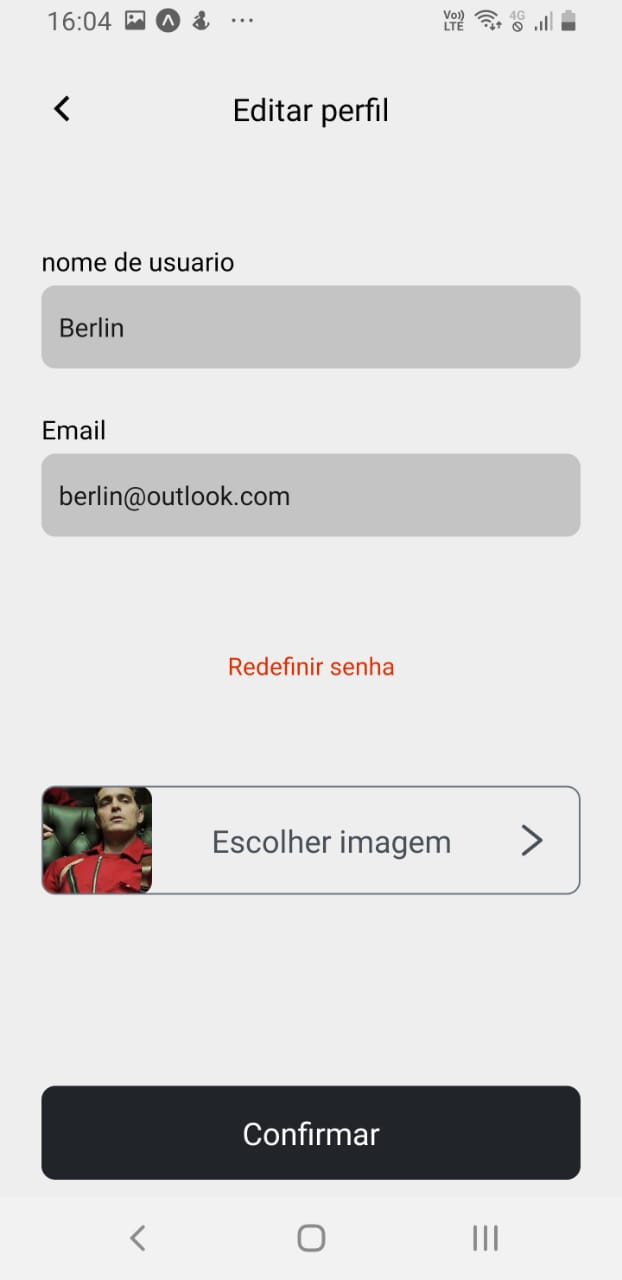 16:04
Vo)) LTE 4G
Editar perfil
nome de usuario
Berlin
Email
berlin@outlook.com
Redefinir senha
Escolher imagem
Confirmar